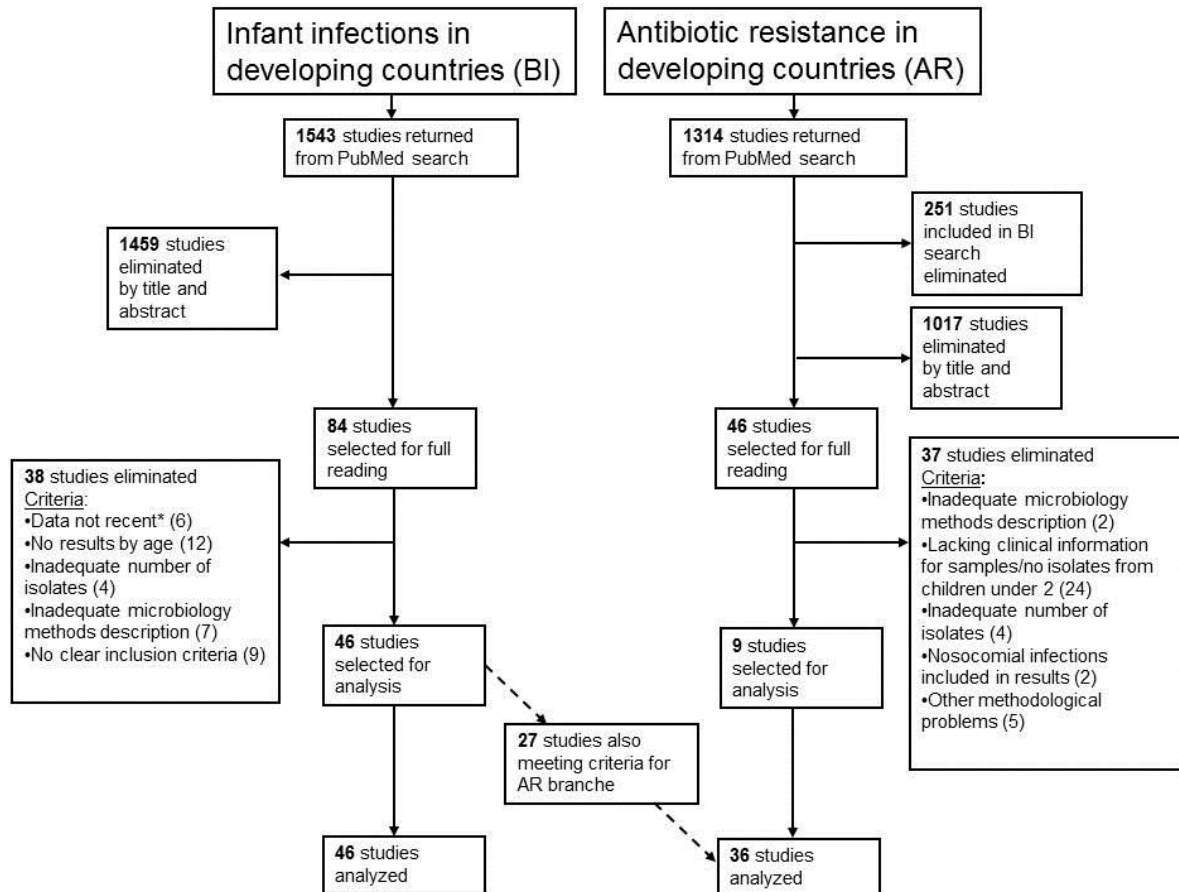 Infant infections in
developing countries (BI)
Antibiotic resistance in
developing countries (AR)
1543 studies returned
from PubMed search
1314 studies returned
from PubMed search
251 studies
included in BI
search
eliminated
1459 studies
eliminated
by title and
abstract
1017 studies
eliminated
by title and
abstract
84 studies
selected for full
reading
46 studies
selected for full
reading
38 studies eliminated
Criteria:
•Data not recent* (6)
•No results by age (12)
•Inadequate number of
isolates (4)
•Inadequate microbiology
methods description (7)
•No clear inclusion criteria (9)
37 studies eliminated
Criteria:
•Inadequate microbiology
methods description (2)
•Lacking clinical information
for samples/no isolates from
children under 2 (24)
•Inadequate number of
isolates (4)
•Nosocomial infections
included in results (2)
•Other methodological
problems (5)
46 studies
selected for
analysis
9 studies
selected for
analysis
27 studies also
meeting criteria for
AR branche
46 studies
analyzed
36 studies
analyzed